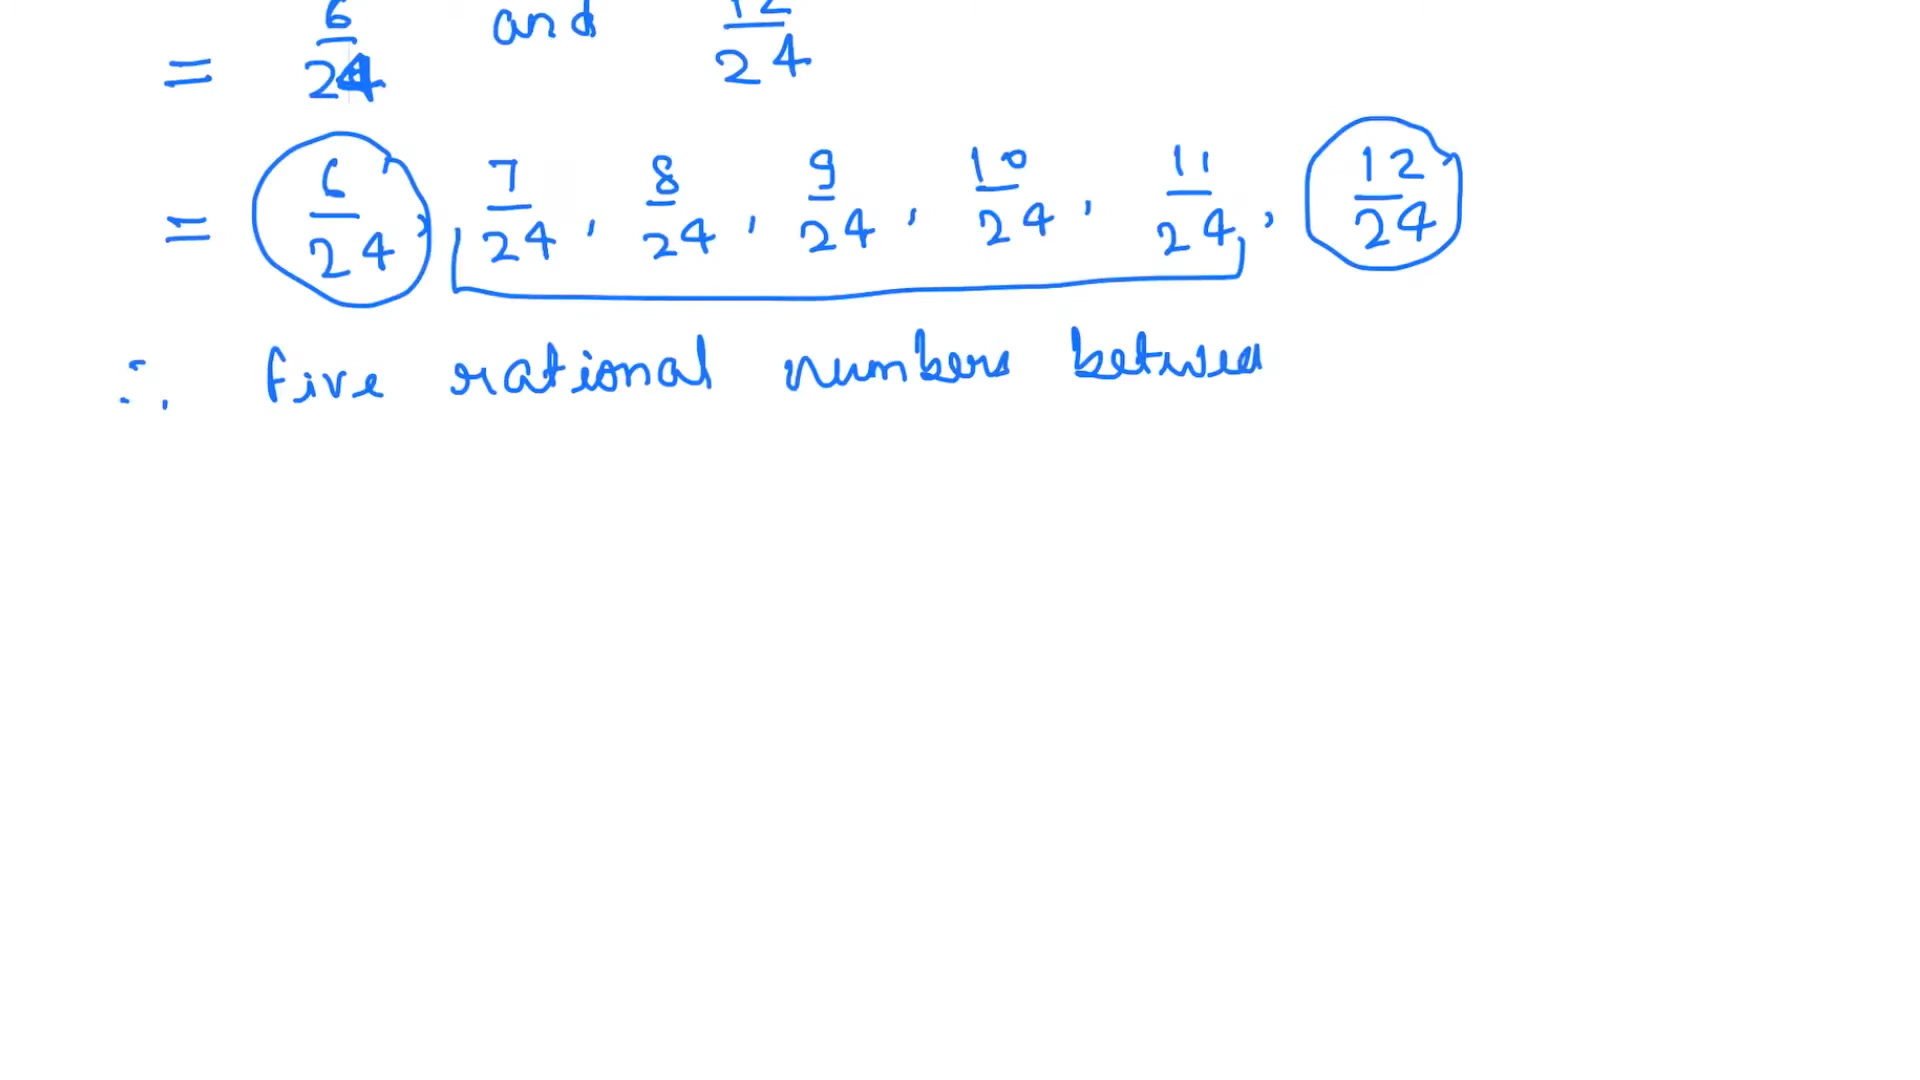 = 6/24 and 12/24
= 6/24, 7/24, 8/24, 9/24, 10/24, 11/24, 12/24
∴ five rational numbers between